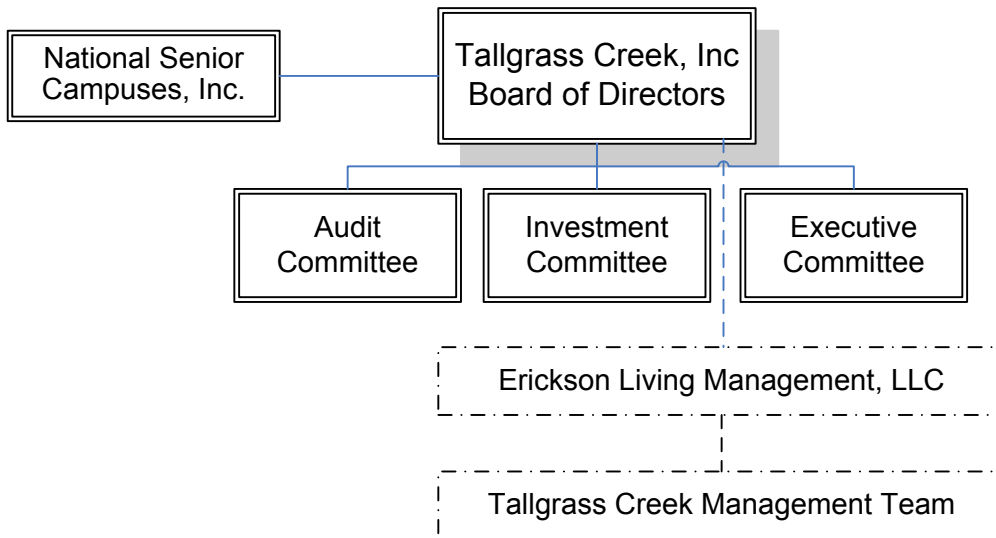 National Senior
Campuses, Inc.
Tallgrass Creek, Inc
Board of Directors
Audit
Committee
Investment
Committee
Executive
Committee
Erickson Living Management, LLC
Tallgrass Creek Management Team